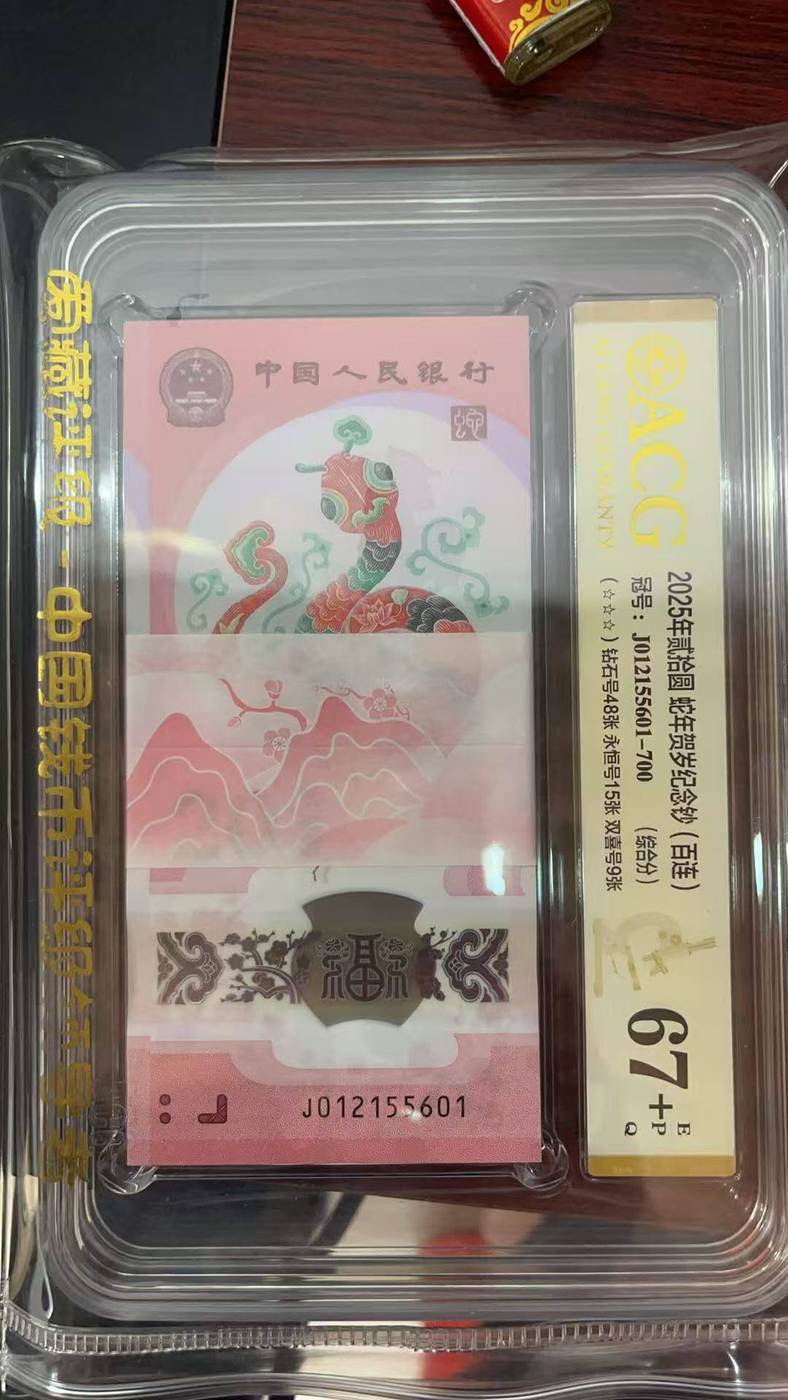 中国人民银行
蛇
福
J012155601
ACG
2025年贰拾圆 蛇年贺岁纪念钞（百连）
冠号：J012155601-700 （综合分）
（☆☆☆）钻石号48张 永恒号15张 双喜号9张
67+
E
P
Q
爱藏评级-中国钱币评级领导者